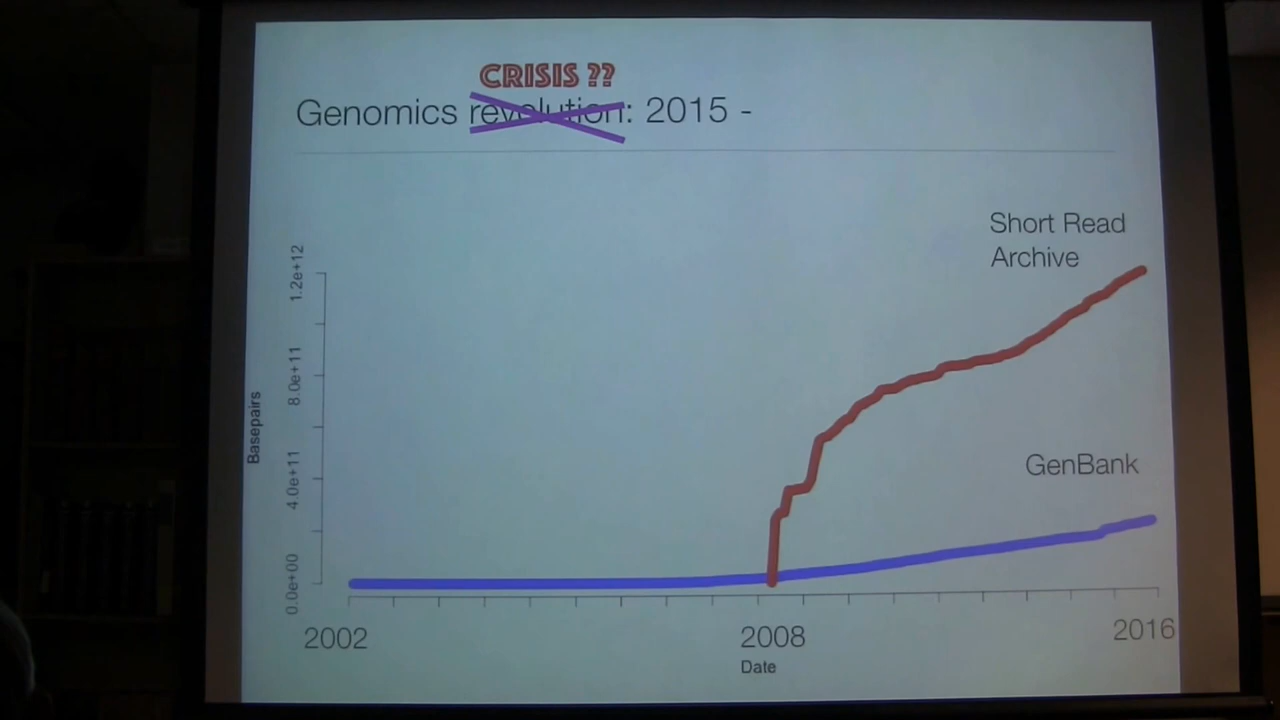 CRISIS ??
Genomics revolution: 2015 -
Short Read
Archive
GenBank
Basepairs
1.2e+12
8.0e+11
4.0e+11
0.0e+00
2002
2008
2016
Date